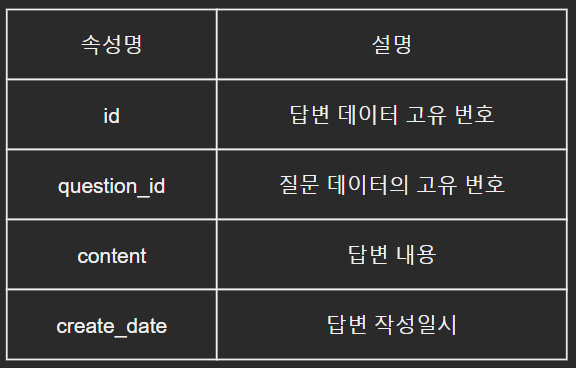 속성명 설명
id 답변 데이터 고유 번호
question_id 질문 데이터의 고유 번호
content 답변 내용
create_date 답변 작성일시